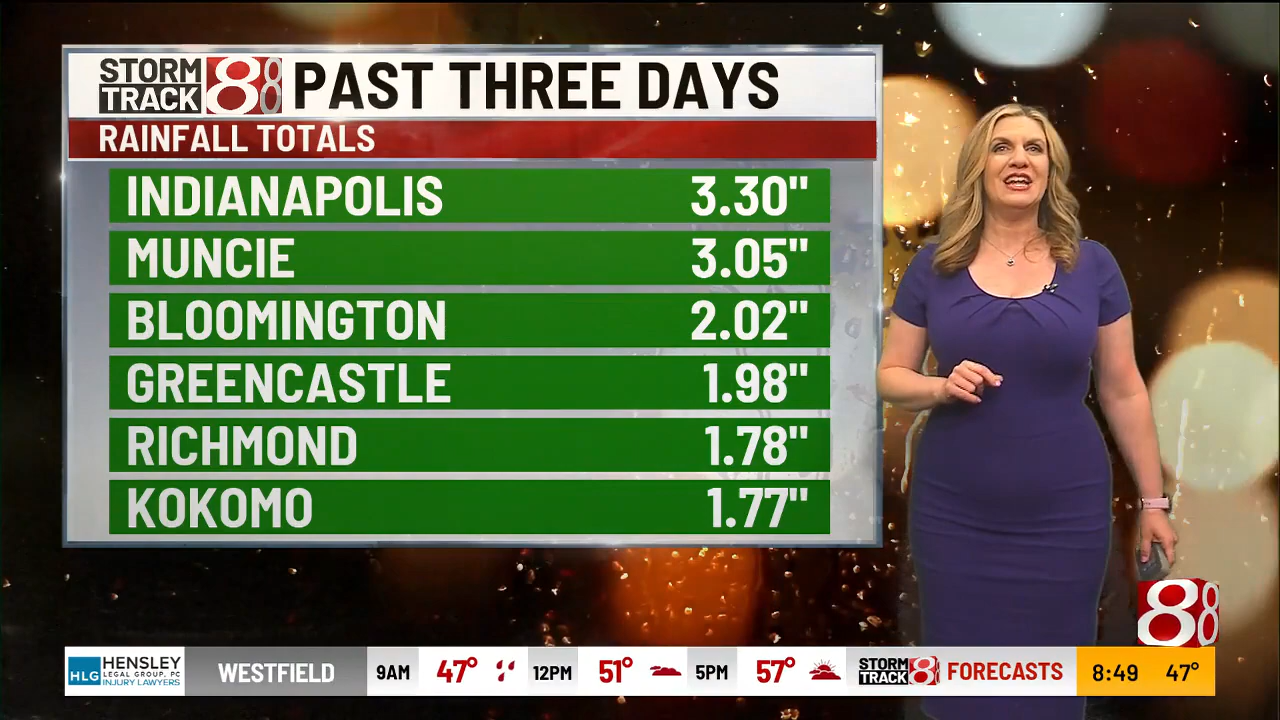 STORM TRACK 8 PAST THREE DAYS
RAINFALL TOTALS
INDIANAPOLIS 3.30"
MUNCIE 3.05"
BLOOMINGTON 2.02"
GREENCASTLE 1.98"
RICHMOND 1.78"
KOKOMO 1.77"
8
HLG HENSLEY LEGAL GROUP, PC INJURY LAWYERS WESTFIELD 9AM 47° 12PM 51° 5PM 57° STORM TRACK 8 FORECASTS 8:49 47°